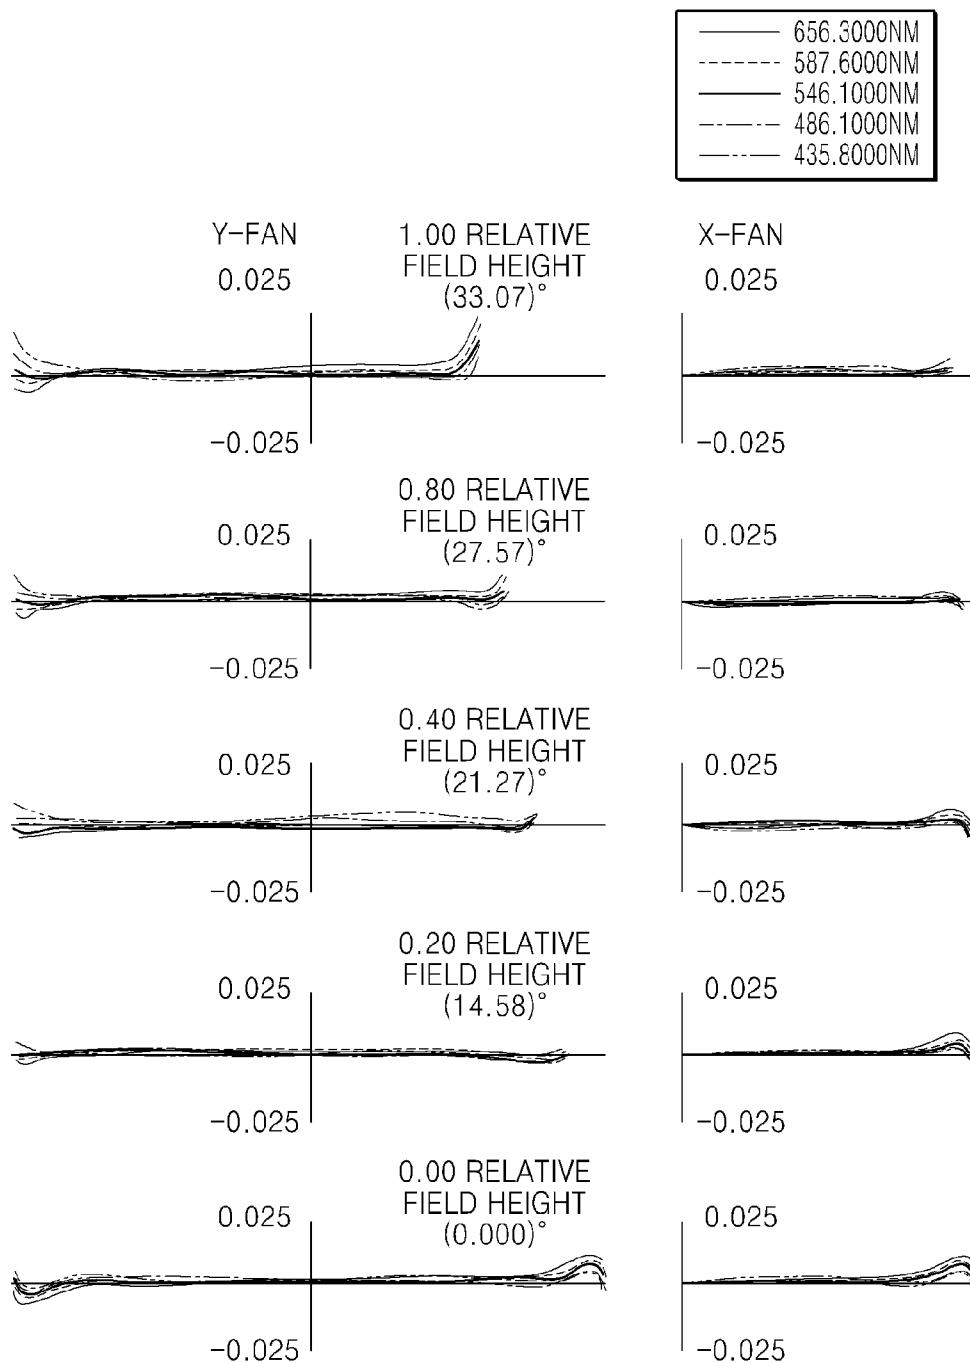 656.3000NM
587.6000NM
546.1000NM
486.1000NM
435.8000NM
Y-FAN
1.00 RELATIVE
FIELD HEIGHT
(33.07)°
X-FAN
0.025
0.025
-0.025
-0.025
0.80 RELATIVE
FIELD HEIGHT
(27.57)°
0.025
0.025
-0.025
-0.025
0.40 RELATIVE
FIELD HEIGHT
(21.27)°
0.025
0.025
-0.025
-0.025
0.20 RELATIVE
FIELD HEIGHT
(14.58)°
0.025
0.025
-0.025
-0.025
0.00 RELATIVE
FIELD HEIGHT
(0.000)°
0.025
0.025
-0.025
-0.025